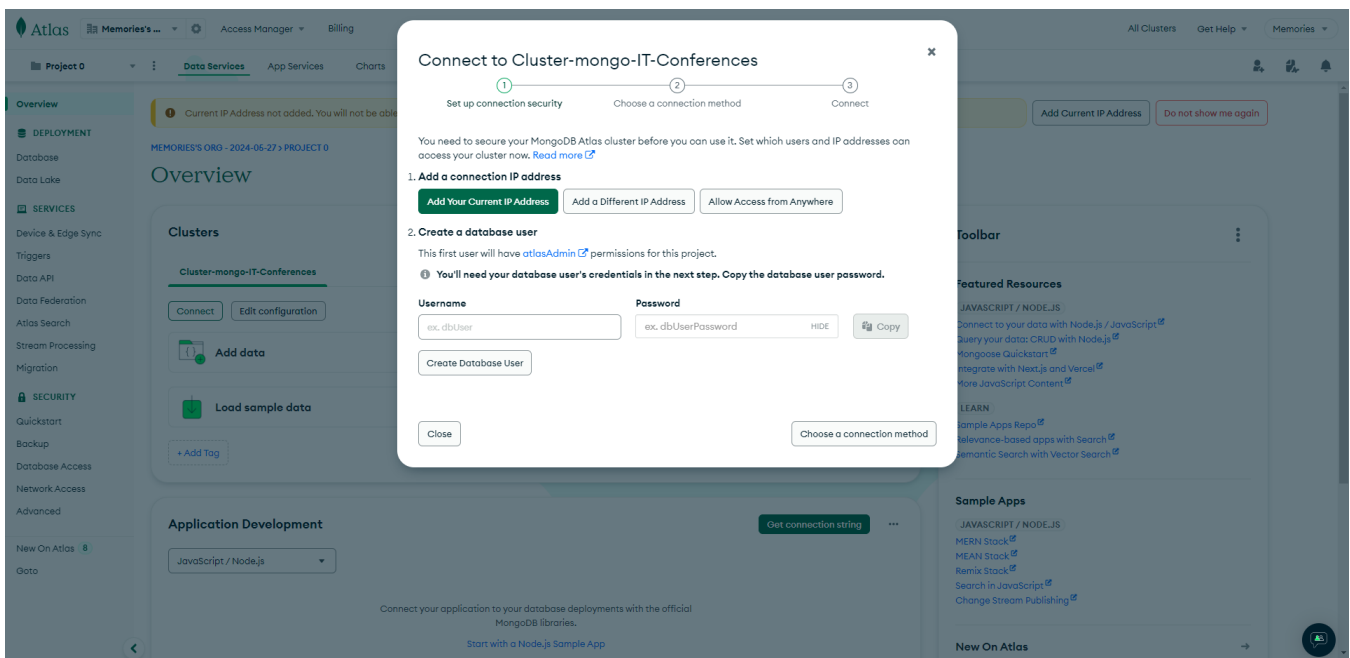 Atlas
Memories's ...
Access Manager
Billing
All Clusters
Get Help
Memories
Project 0
Data Services
App Services
Charts
Overview
DEPLOYMENT
Database
Data Lake
SERVICES
Device & Edge Sync
Triggers
Data API
Data Federation
Atlas Search
Stream Processing
Migration
SECURITY
Quickstart
Backup
Database Access
Network Access
Advanced
New On Atlas 8
Goto
Current IP Address not added. You will not be able
Add Current IP Address
Do not show me again
MEMORIES'S ORG - 2024-05-27 > PROJECT 0
Overview
Clusters
Cluster-mongo-IT-Conferences
Connect
Edit configuration
Add data
Load sample data
+ Add Tag
Application Development
Get connection string
JavaScript / Node.js
Connect your application to your database deployments with the official
MongoDB libraries.
Start with a Node.js Sample App
Connect to Cluster-mongo-IT-Conferences
1
2
3
Set up connection security
Choose a connection method
Connect
You need to secure your MongoDB Atlas cluster before you can use it. Set which users and IP addresses can
access your cluster now. Read more
1. Add a connection IP address
Add Your Current IP Address
Add a Different IP Address
Allow Access from Anywhere
2. Create a database user
This first user will have atlasAdmin permissions for this project.
You'll need your database user's credentials in the next step. Copy the database user password.
Username
Password
ex. dbUser
ex. dbUserPassword
HIDE
Copy
Create Database User
Close
Choose a connection method
Toolbar
Featured Resources
JAVASCRIPT / NODE.JS
Connect to your data with Node.js / JavaScript
Query your data: CRUD with Node.js
Mongoose Quickstart
Integrate with Next.js and Vercel
More JavaScript Content
LEARN
Sample Apps Repo
Relevance-based apps with Search
Semantic Search with Vector Search
Sample Apps
JAVASCRIPT / NODE.JS
MERN Stack
MEAN Stack
Remix Stack
Search in JavaScript
Change Stream Publishing
New On Atlas